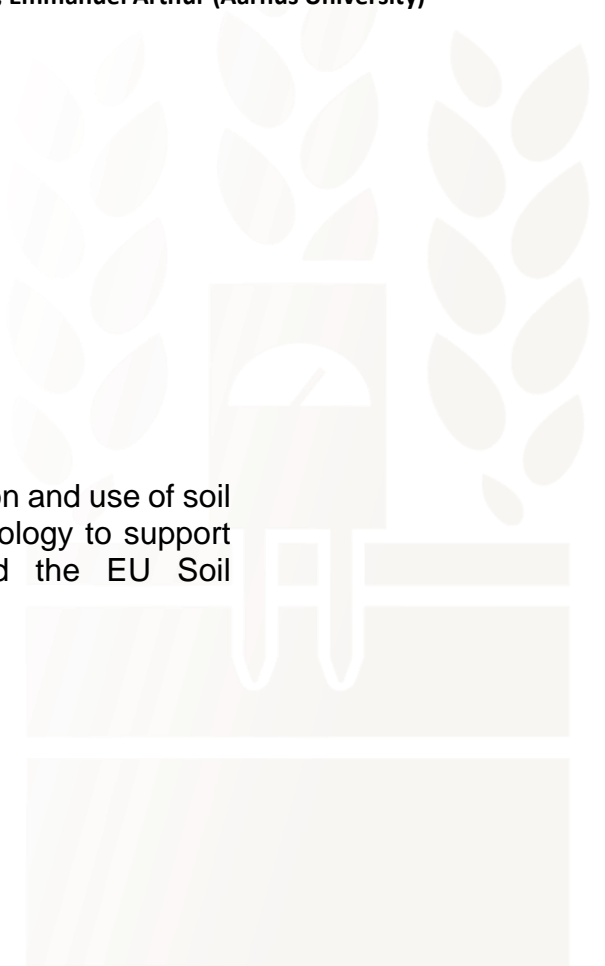 Emmanuel Arthur (Aarhus University)
on and use of soil
ology to support
d the EU Soil